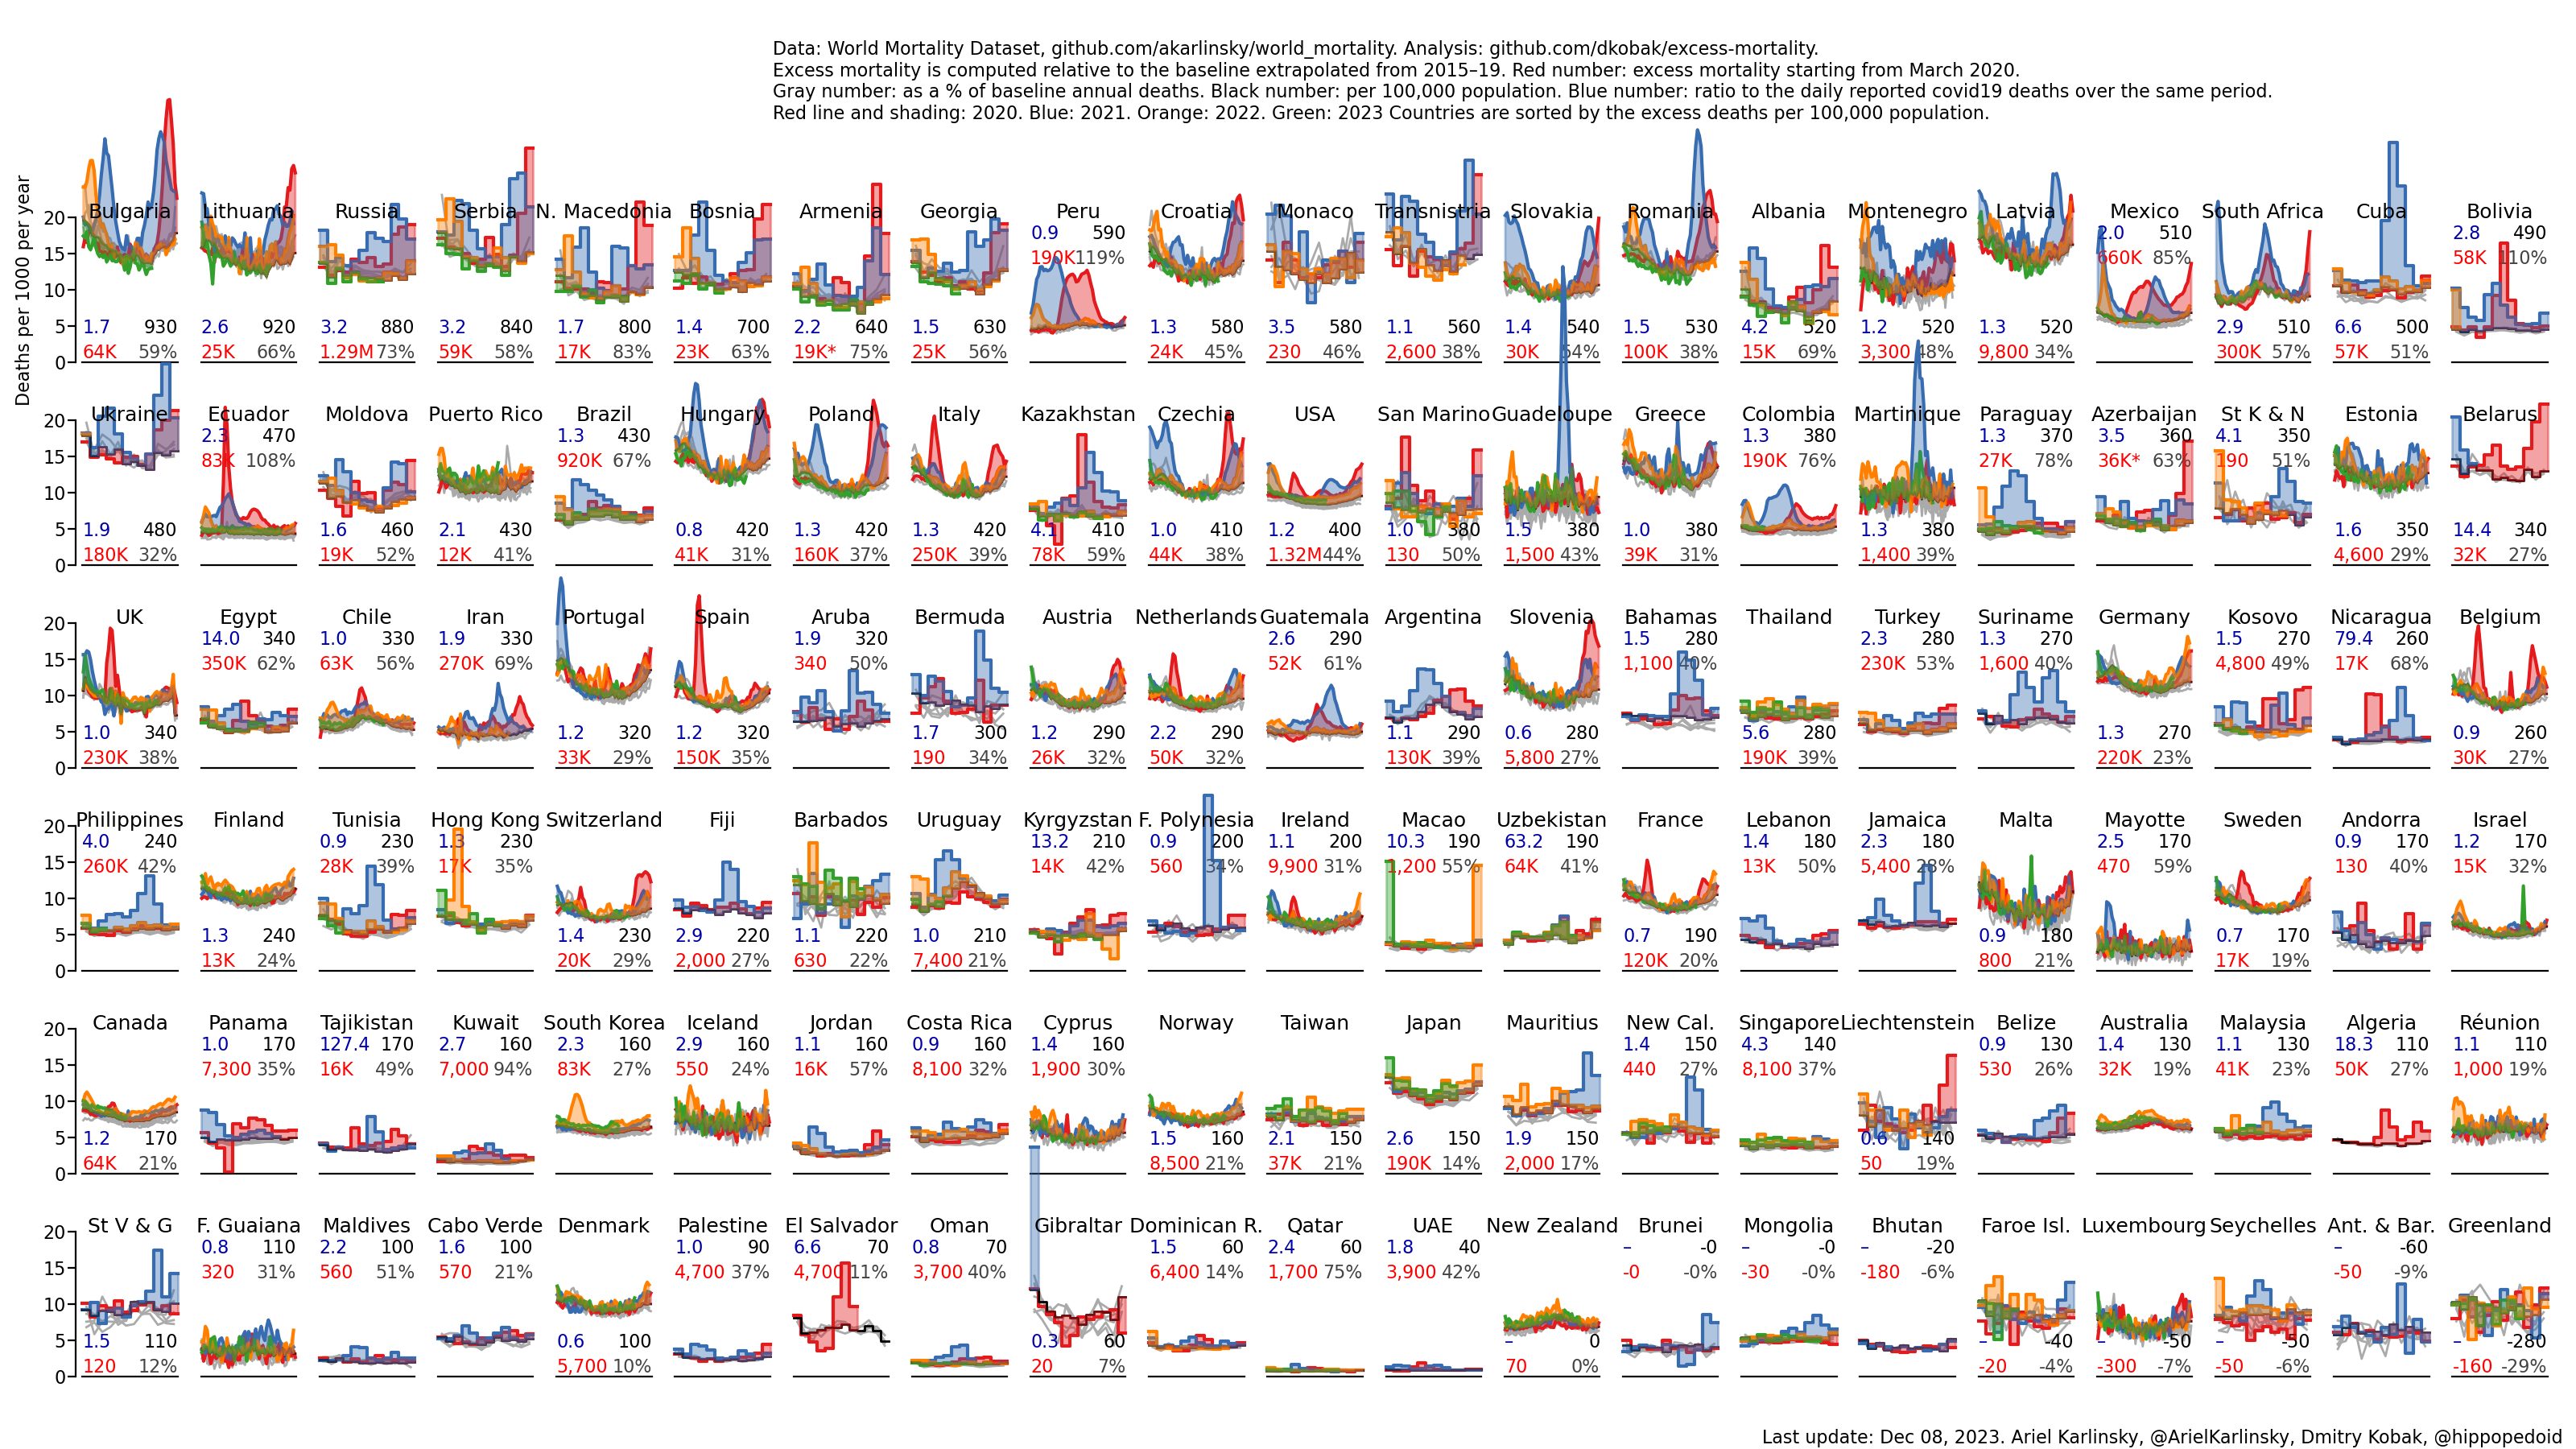 Data: World Mortality Dataset, github.com/akarlinsky/world_mortality. Analysis: github.com/dkobak/excess-mortality.
Excess mortality is computed relative to the baseline extrapolated from 2015–19. Red number: excess mortality starting from March 2020.
Gray number: as a % of baseline annual deaths. Black number: per 100,000 population. Blue number: ratio to the daily reported covid19 deaths over the same period.
Red line and shading: 2020. Blue: 2021. Orange: 2022. Green: 2023 Countries are sorted by the excess deaths per 100,000 population.
Deaths per 1000 per year
20 15 10 5 0
Bulgaria 1.7 930 64K 59%
Lithuania 2.6 920 25K 66%
Russia 3.2 880 1.29M 73%
Serbia 3.2 840 59K 58%
N. Macedonia 1.7 800 17K 83%
Bosnia 1.4 700 23K 63%
Armenia 2.2 640 19K* 75%
Georgia 1.5 630 25K 56%
Peru 0.9 590 190K 119%
Croatia 1.3 580 24K 45%
Monaco 3.5 580 230 46%
Transnistria 1.1 560 2,600 38%
Slovakia 1.4 540 30K 54%
Romania 1.5 530 100K 38%
Albania 4.2 520 15K 69%
Montenegro 1.2 520 3,300 48%
Latvia 1.3 520 9,800 34%
Mexico 2.0 510 660K 85%
South Africa 2.9 510 300K 57%
Cuba 6.6 500 57K 51%
Bolivia 2.8 490 58K 110%
20 15 10 5 0
Ukraine 1.9 480 180K 32%
Ecuador 2.3 470 83K 108%
Moldova 1.6 460 19K 52%
Puerto Rico 2.1 430 12K 41%
Brazil 1.3 430 920K 67%
Hungary 0.8 420 41K 31%
Poland 1.3 420 160K 37%
Italy 1.3 420 250K 39%
Kazakhstan 4.1 410 78K 59%
Czechia 1.0 410 44K 38%
USA 1.2 400 1.32M 44%
San Marino 1.0 380 130 50%
Guadeloupe 1.5 380 1,500 43%
Greece 1.0 380 39K 31%
Colombia 1.3 380 190K 76%
Martinique 1.3 380 1,400 39%
Paraguay 1.3 370 27K 78%
Azerbaijan 3.5 360 36K* 63%
St K & N 4.1 350 190 51%
Estonia 1.6 350 4,600 29%
Belarus 14.4 340 32K 27%
20 15 10 5 0
UK 1.0 340 230K 38%
Egypt 14.0 340 350K 62%
Chile 1.0 330 63K 56%
Iran 1.9 330 270K 69%
Portugal 1.2 320 33K 29%
Spain 1.2 320 150K 35%
Aruba 1.9 320 340 50%
Bermuda 1.7 300 190 34%
Austria 1.2 290 26K 32%
Netherlands 2.2 290 50K 32%
Guatemala 2.6 290 52K 61%
Argentina 1.1 290 130K 39%
Slovenia 0.6 280 5,800 27%
Bahamas 1.5 280 1,100 40%
Thailand 5.6 280 190K 39%
Turkey 2.3 280 230K 53%
Suriname 1.3 270 1,600 40%
Germany 1.3 270 220K 23%
Kosovo 1.5 270 4,800 49%
Nicaragua 79.4 260 17K 68%
Belgium 0.9 260 30K 27%
20 15 10 5 0
Philippines 4.0 240 260K 42%
Finland 1.3 240 13K 24%
Tunisia 0.9 230 28K 39%
Hong Kong 1.3 230 17K 35%
Switzerland 1.4 230 20K 29%
Fiji 2.9 220 2,000 27%
Barbados 1.1 220 630 22%
Uruguay 1.0 210 7,400 21%
Kyrgyzstan 13.2 210 14K 42%
F. Polynesia 0.9 200 560 34%
Ireland 1.1 200 9,900 31%
Macao 10.3 190 1,200 55%
Uzbekistan 63.2 190 64K 41%
France 0.7 190 120K 20%
Lebanon 1.4 180 13K 50%
Jamaica 2.3 180 5,400 28%
Malta 0.9 180 800 21%
Mayotte 2.5 170 470 59%
Sweden 0.7 170 17K 19%
Andorra 0.9 170 130 40%
Israel 1.2 170 15K 32%
20 15 10 5 0
Canada 1.2 170 64K 21%
Panama 1.0 170 7,300 35%
Tajikistan 127.4 170 16K 49%
Kuwait 2.7 160 7,000 94%
South Korea 2.3 160 83K 27%
Iceland 2.9 160 550 24%
Jordan 1.1 160 16K 57%
Costa Rica 0.9 160 8,100 32%
Cyprus 1.4 160 1,900 30%
Norway 1.5 160 8,500 21%
Taiwan 2.1 150 37K 21%
Japan 2.6 150 190K 14%
Mauritius 1.9 150 2,000 17%
New Cal. 1.4 150 440 27%
Singapore 4.3 140 8,100 37%
Liechtenstein 0.6 140 50 19%
Belize 0.9 130 530 26%
Australia 1.4 130 32K 19%
Malaysia 1.1 130 41K 23%
Algeria 18.3 110 50K 27%
Réunion 1.1 110 1,000 19%
20 15 10 5 0
St V & G 1.5 110 120 12%
F. Guaiana 0.8 110 320 31%
Maldives 2.2 100 560 51%
Cabo Verde 1.6 100 570 21%
Denmark 0.6 100 5,700 10%
Palestine 1.0 90 4,700 37%
El Salvador 6.6 70 4,700 11%
Oman 0.8 70 3,700 40%
Gibraltar 0.3 60 20 7%
Dominican R. 1.5 60 6,400 14%
Qatar 2.4 60 1,700 75%
UAE 1.8 40 3,900 42%
New Zealand – 0 70 0%
Brunei – -0 -0 -0%
Mongolia – -0 -30 -0%
Bhutan – -20 -180 -6%
Faroe Isl. – -40 -20 -4%
Luxembourg – -50 -300 -7%
Seychelles – -50 -50 -6%
Ant. & Bar. – -60 -50 -9%
Greenland – -280 -160 -29%
Last update: Dec 08, 2023. Ariel Karlinsky, @ArielKarlinsky, Dmitry Kobak, @hippopedoid